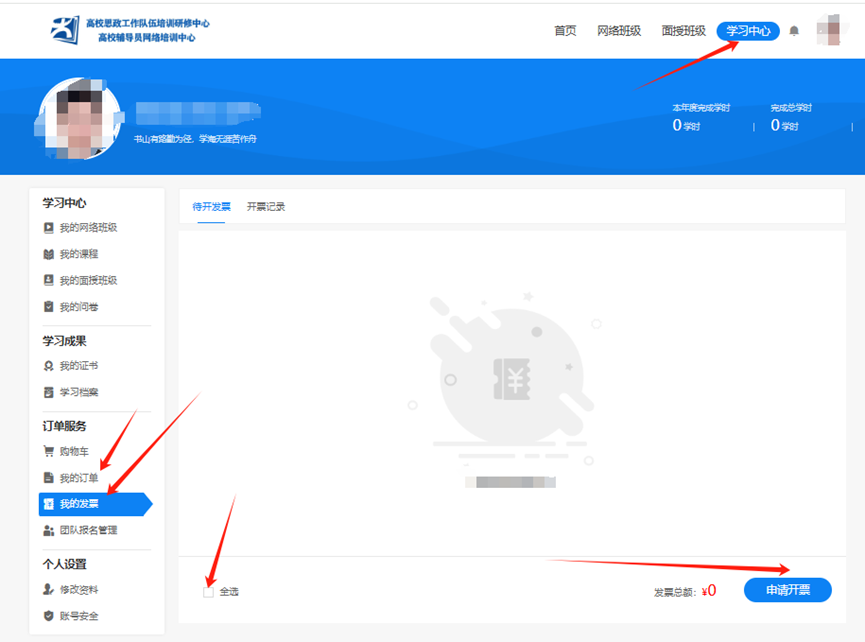 高校思政工作队伍培训研修中心
高校辅导员网络培训中心
首页 网络班级 面授班级 学习中心
书山有路勤为径，学海无涯苦作舟
本年度完成学时 完成总学时
0学时 0学时
学习中心
我的网络班级
我的课程
我的面授班级
我的问卷
学习成果
我的证书
学习档案
订单服务
购物车
我的订单
我的发票
团队报名管理
个人设置
修改资料
账号安全
待开发票 开票记录
全选 发票总额：¥0 申请开票